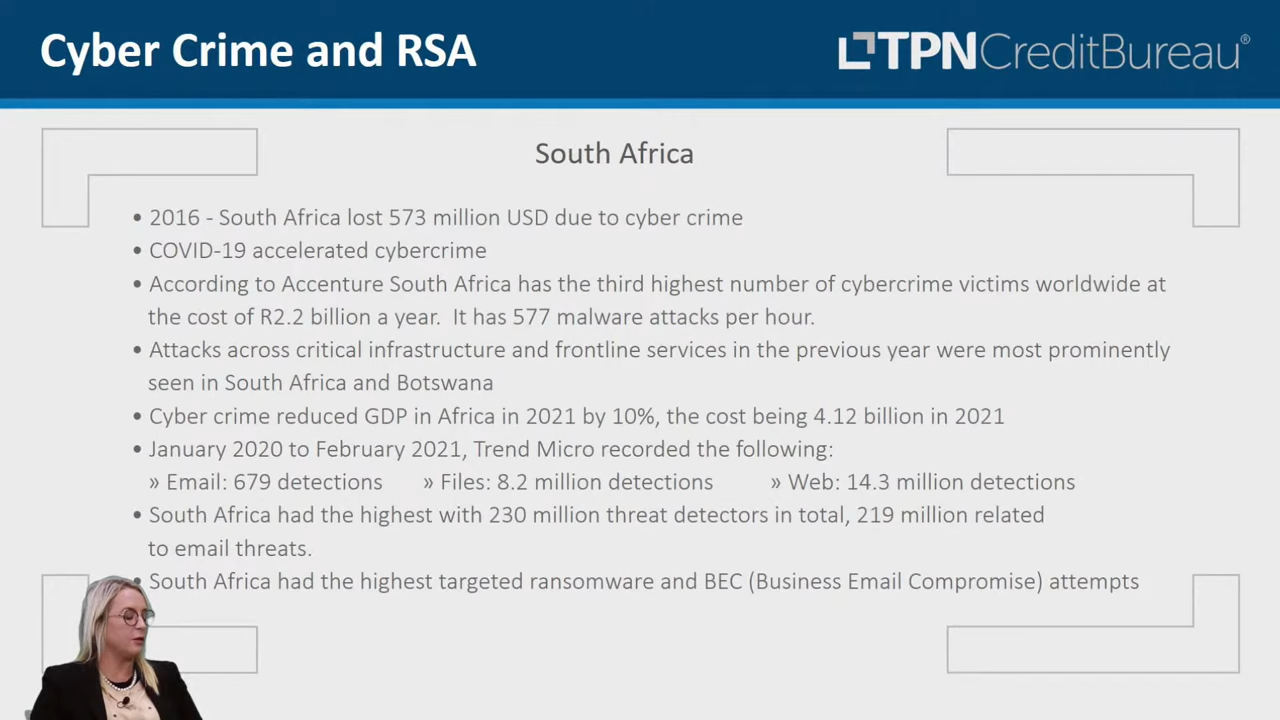 Cyber Crime and RSA
TPNCreditBureau®
South Africa
• 2016 - South Africa lost 573 million USD due to cyber crime
• COVID-19 accelerated cybercrime
• According to Accenture South Africa has the third highest number of cybercrime victims worldwide at
the cost of R2.2 billion a year. It has 577 malware attacks per hour.
• Attacks across critical infrastructure and frontline services in the previous year were most prominently
seen in South Africa and Botswana
• Cyber crime reduced GDP in Africa in 2021 by 10%, the cost being 4.12 billion in 2021
• January 2020 to February 2021, Trend Micro recorded the following:
» Email: 679 detections » Files: 8.2 million detections » Web: 14.3 million detections
• South Africa had the highest with 230 million threat detectors in total, 219 million related
to email threats.
• South Africa had the highest targeted ransomware and BEC (Business Email Compromise) attempts